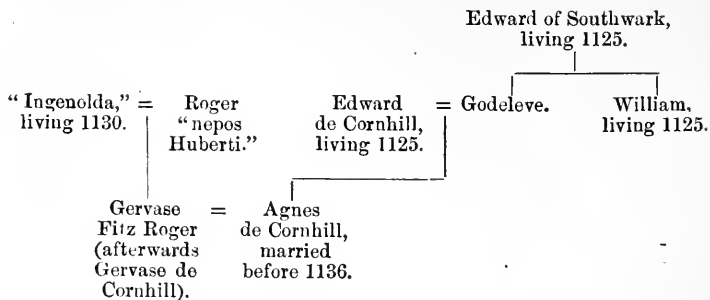 Edward of Southwark,
living 1125.
"Ingenolda," = Roger Edward = Godeleve. William,
living 1130. "nepos de Cornhill, living 1125.
Huberti." living 1125.
Gervase = Agnes
Fitz Roger de Cornhill,
(afterwards married
Gervase de before 1136.
Cornhill).